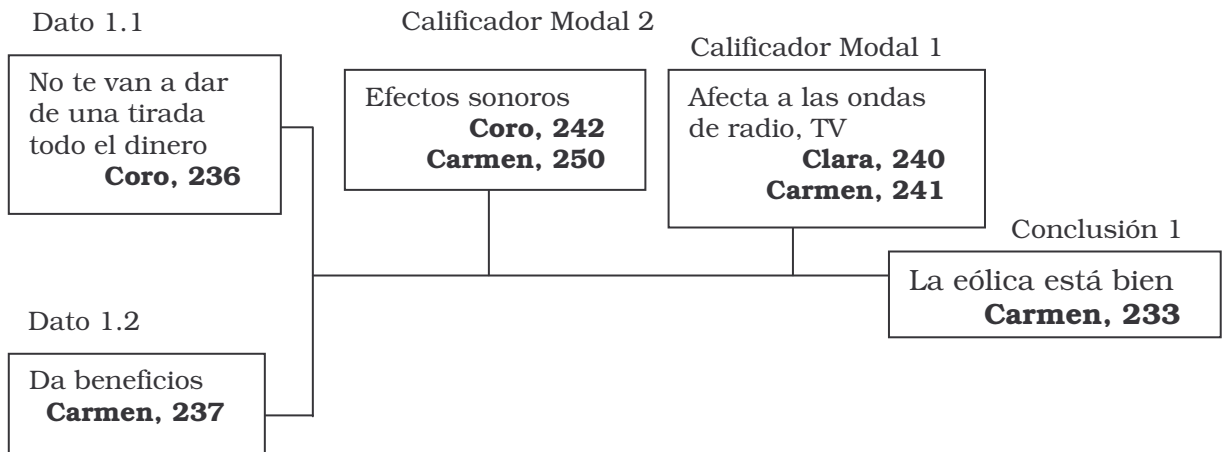 Dato 1.1
No te van a dar
de una tirada
todo el dinero
Coro, 236
Calificador Modal 2
Efectos sonoros
Coro, 242
Carmen, 250
Calificador Modal 1
Afecta a las ondas
de radio, TV
Clara, 240
Carmen, 241
Conclusión 1
La eólica está bien
Carmen, 233
Dato 1.2
Da beneficios
Carmen, 237